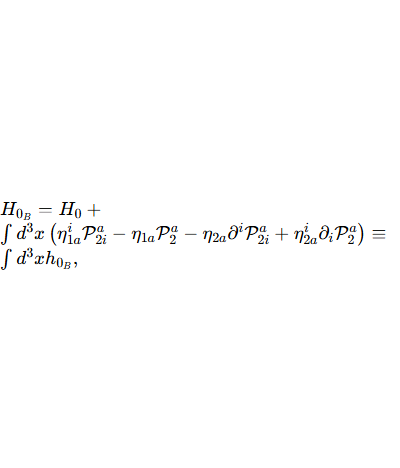 $H_{0_B} = H_0 +$
$\int d^3x \left( \eta^i_{1a} \mathcal{P}^a_{2i} - \eta_{1a} \mathcal{P}^a_2 - \eta_{2a} \partial^i \mathcal{P}^a_{2i} + \eta^i_{2a} \partial_i \mathcal{P}^a_2 \right) \equiv$
$\int d^3x h_{0_B},$